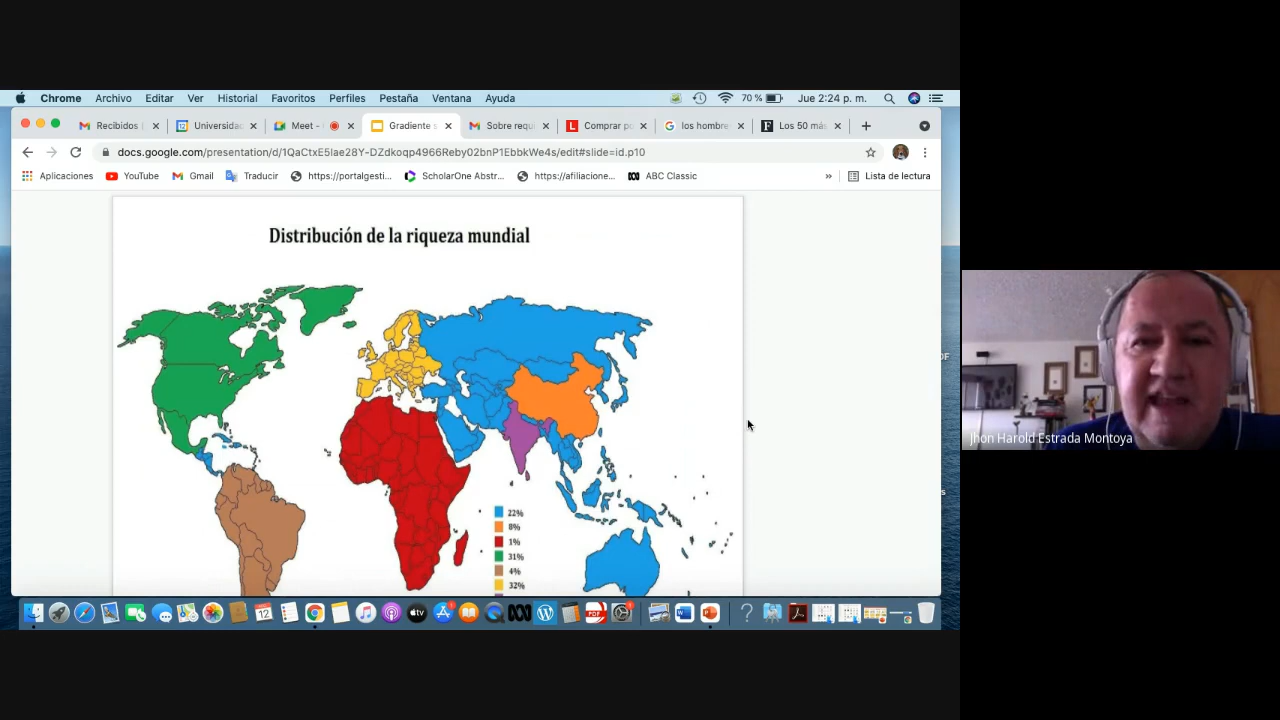 Chrome Archivo Editar Ver Historial Favoritos Perfiles Pestaña Ventana Ayuda 70 % Jue 2:24 p. m.
Recibidos Universidad Meet - Gradiente s Sobre requ Comprar po los hombre Los 50 más
docs.google.com/presentation/d/1QaCtxE5lae28Y-DZdkoqp4966Reby02bnP1EbbkWe4s/edit#slide=id.p10
Aplicaciones YouTube Gmail Traducir https://portalgesti... ScholarOne Abstr... https://afiliacione... ABC Classic » Lista de lectura
Distribución de la riqueza mundial
22%
8%
1%
31%
4%
32%
Jhon Harold Estrada Montoya